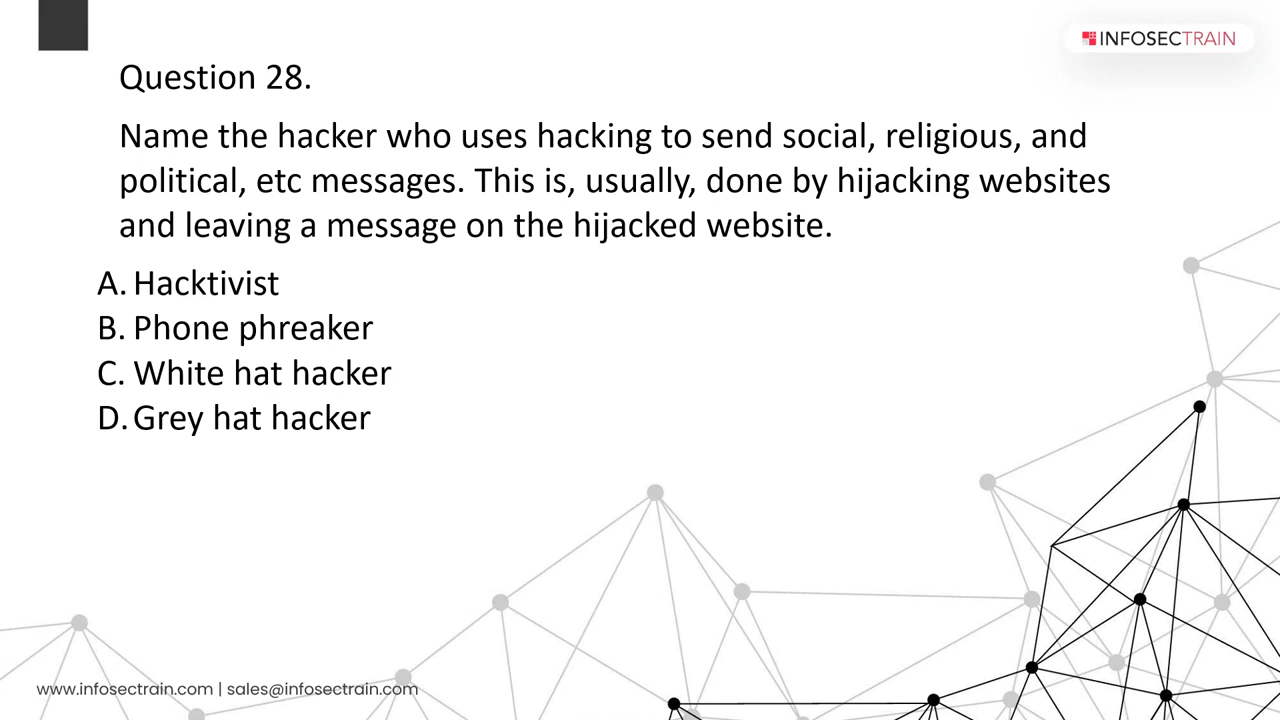 INFOSECTRAIN
Question 28.
Name the hacker who uses hacking to send social, religious, and
political, etc messages. This is, usually, done by hijacking websites
and leaving a message on the hijacked website.
A. Hacktivist
B. Phone phreaker
C. White hat hacker
D. Grey hat hacker
www.infosectrain.com | sales@infosectrain.com